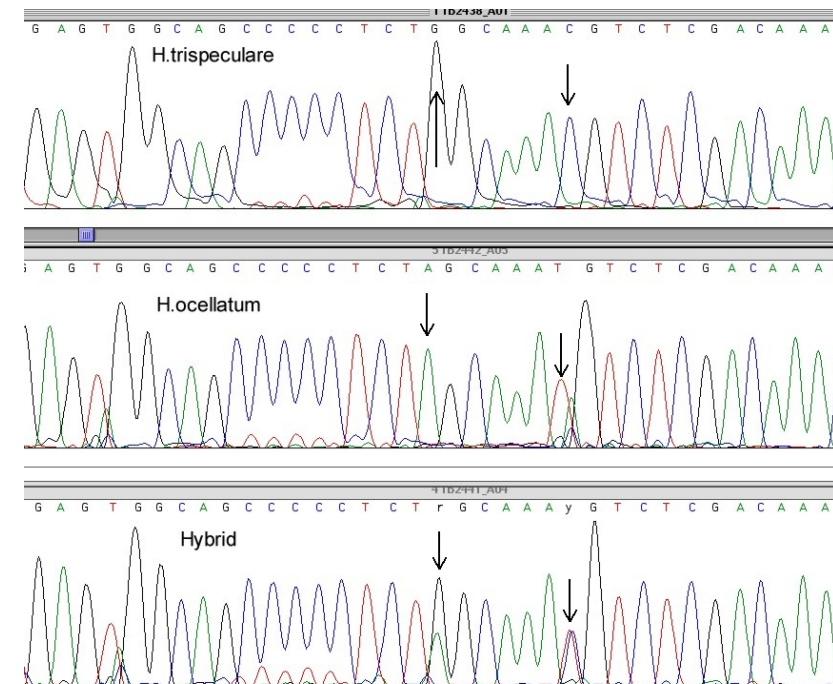 G A G T G G C A G C C C C C T C T G G C A A A C G T C T C G A C A A A
H.trispeculare
G A G T G G C A G C C C C C T C T A G C A A A T G T C T C G A C A A A
H.ocellatum
G A G T G G C A G C C C C C T C T r G C A A A y G T C T C G A C A A A
Hybrid